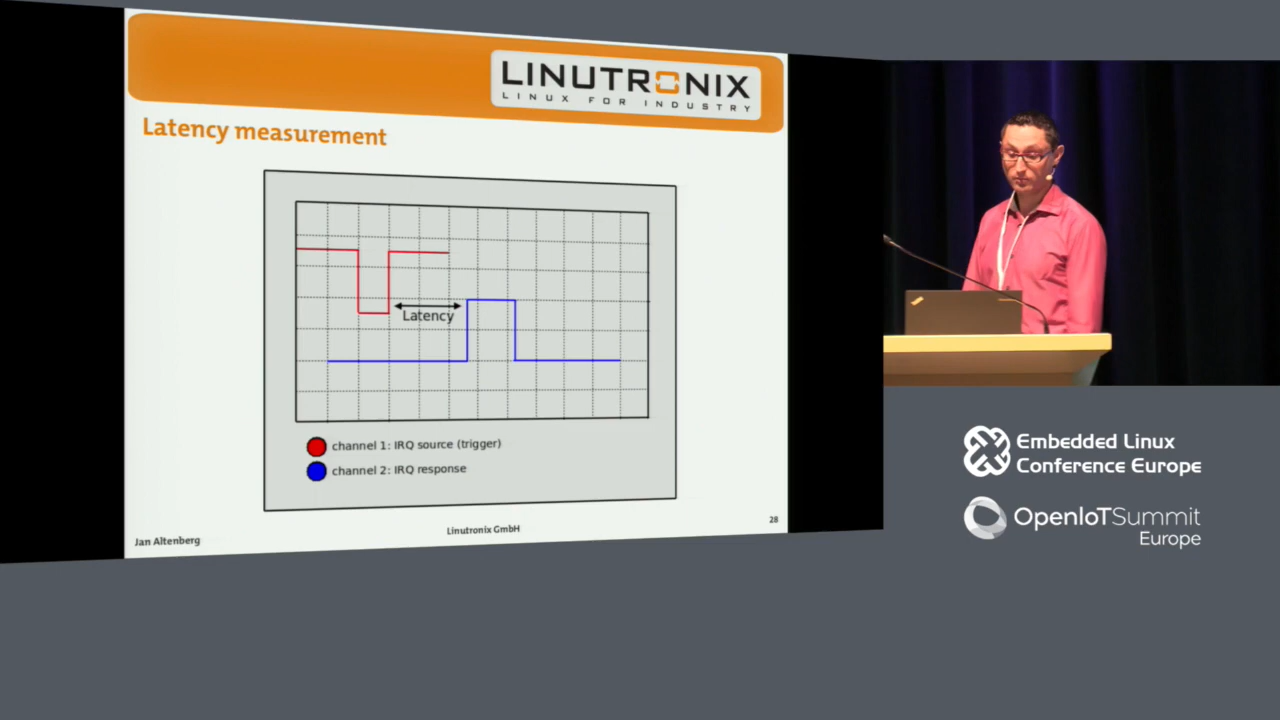 LINUTRONIX
LINUX FOR INDUSTRY
Latency measurement
Latency
channel 1: IRQ source (trigger)
channel 2: IRQ response
Jan Altenberg
Linutronix GmbH
28
Embedded Linux
Conference Europe
OpenIoTSummit
Europe